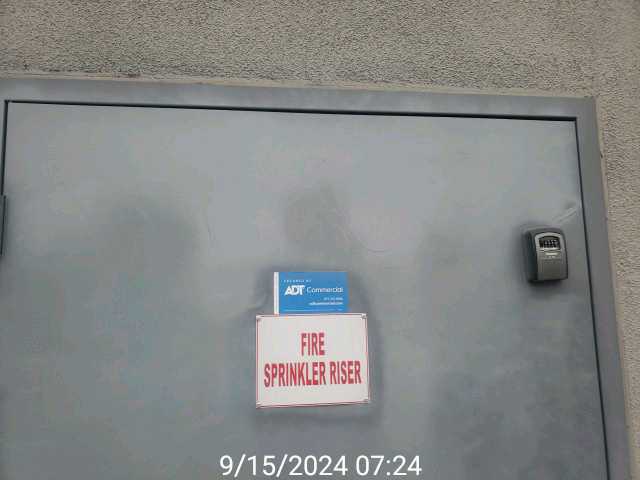 ADT Commercial
FIRE
SPRINKLER RISER
9/15/2024 07:24